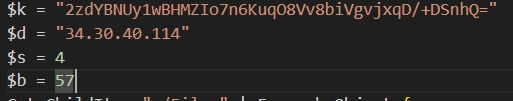 $k = "2zdYBNUy1wBHMZIo7n6KuqO8Vv8biVgvjxqD/+DSnhQ="
$d = "34.30.40.114"
$s = 4
$b = 57